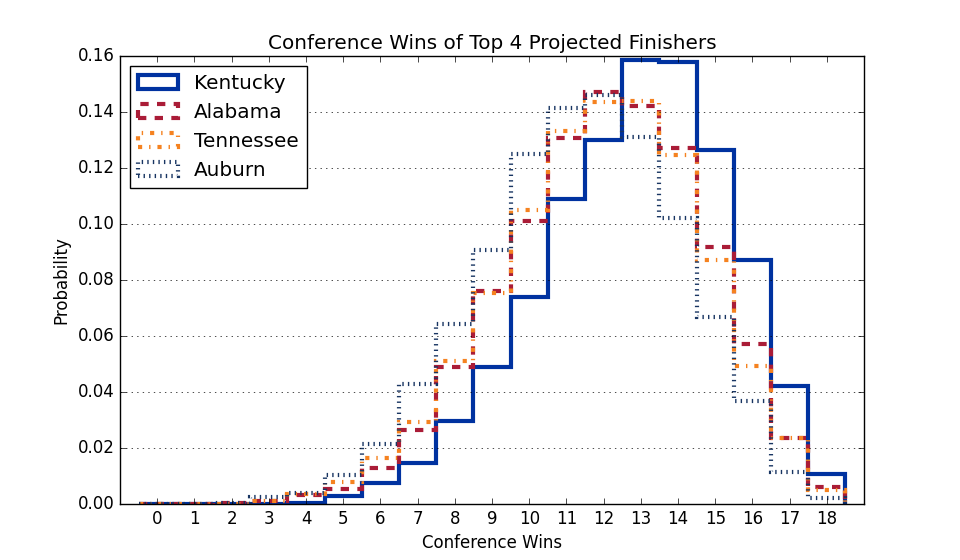 Conference Wins of Top 4 Projected Finishers
Kentucky
Alabama
Tennessee
Auburn
Probability
0.16
0.14
0.12
0.10
0.08
0.06
0.04
0.02
0.00
0 1 2 3 4 5 6 7 8 9 10 11 12 13 14 15 16 17 18
Conference Wins